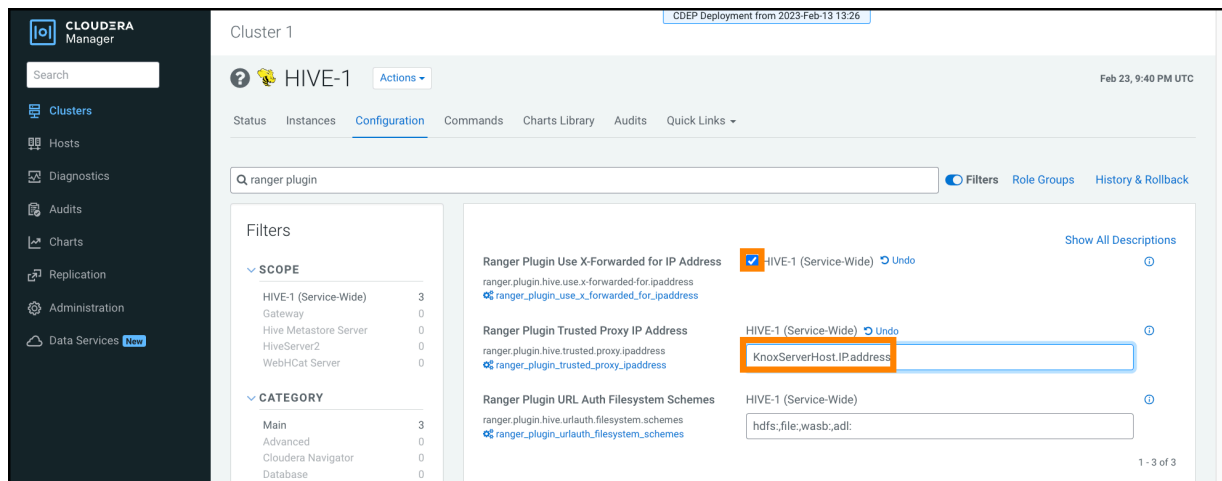 CLOUDERA
Manager
CDEP Deployment from 2023-Feb-13 13:26
Cluster 1
Search
HIVE-1
Actions
Feb 23, 9:40 PM UTC
Clusters
Hosts
Diagnostics
Audits
Charts
Replication
Administration
Data Services New
Status Instances Configuration Commands Charts Library Audits Quick Links
ranger plugin
Filters Role Groups History & Rollback
Filters
SCOPE
HIVE-1 (Service-Wide) 3
Gateway 0
Hive Metastore Server 0
HiveServer2 0
WebHCat Server 0
CATEGORY
Main 3
Advanced 0
Cloudera Navigator 0
Database 0
Show All Descriptions
Ranger Plugin Use X-Forwarded for IP Address HIVE-1 (Service-Wide) Undo
ranger.plugin.hive.use.x-forwarded-for.ipaddress
ranger_plugin_use_x_forwarded_for_ipaddress
Ranger Plugin Trusted Proxy IP Address HIVE-1 (Service-Wide) Undo
ranger.plugin.hive.trusted.proxy.ipaddress KnoxServerHost.IP.address
ranger_plugin_trusted_proxy_ipaddress
Ranger Plugin URL Auth Filesystem Schemes HIVE-1 (Service-Wide)
ranger.plugin.hive.urlauth.filesystem.schemes hdfs:,file:,wasb:,adl:
ranger_plugin_urlauth_filesystem_schemes
1 - 3 of 3